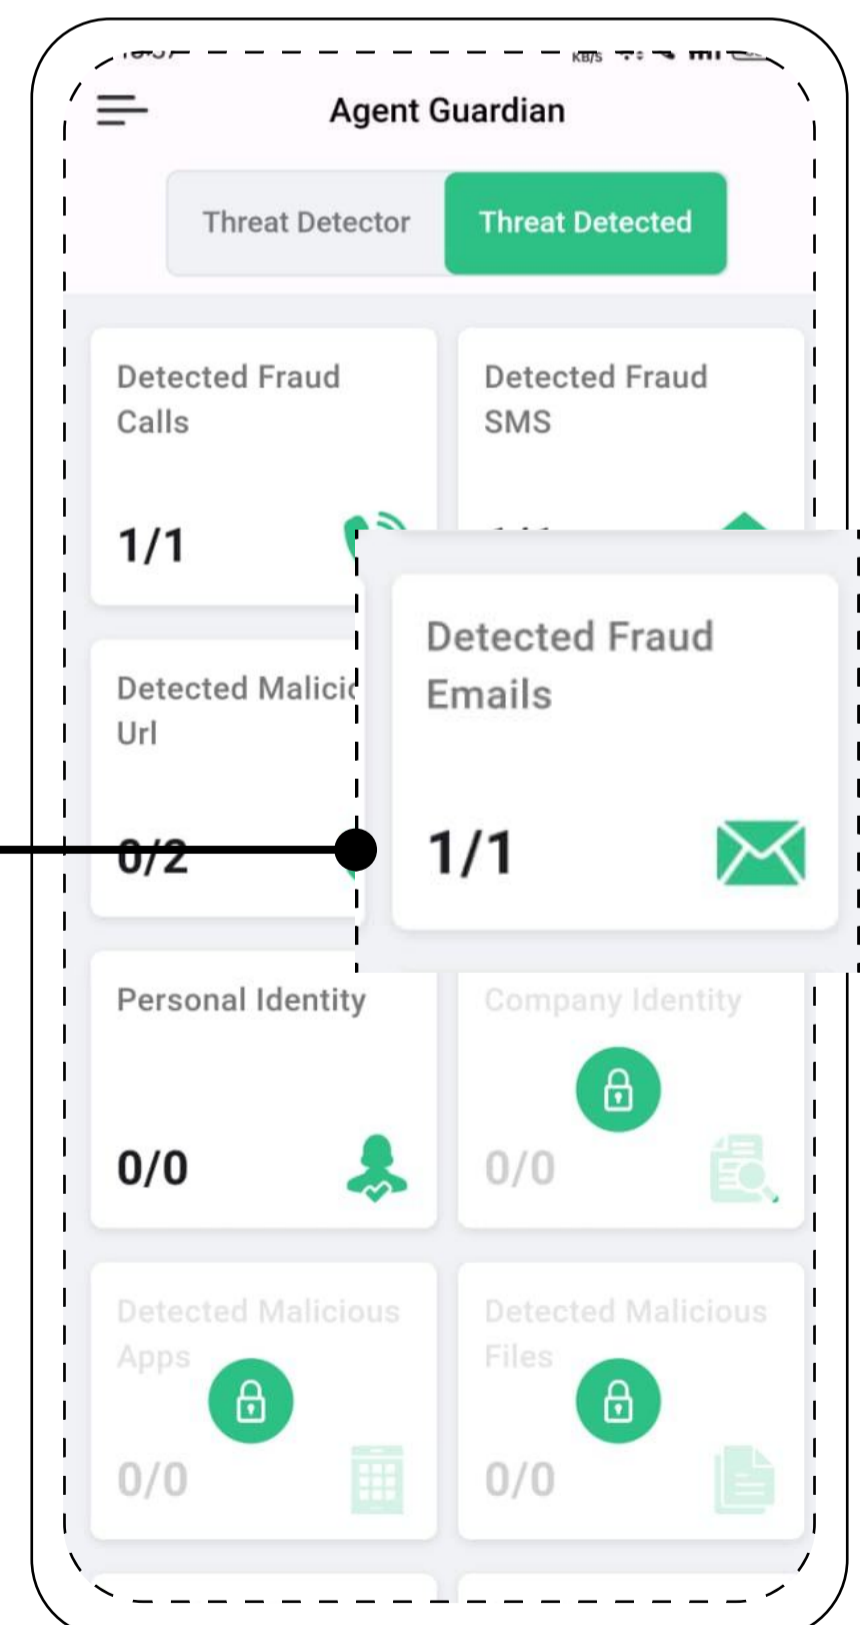 KB/S
Agent Guardian
Threat Detector
Threat Detected
Detected Fraud
Calls
1/1
Detected Fraud
SMS
Detected Fraud
Emails
1/1
Detected
Url
0/2
Personal Identity
0/0
Company Identity
0/0
Detected Malicious
Apps
0/0
Detected Malicious
Files
0/0